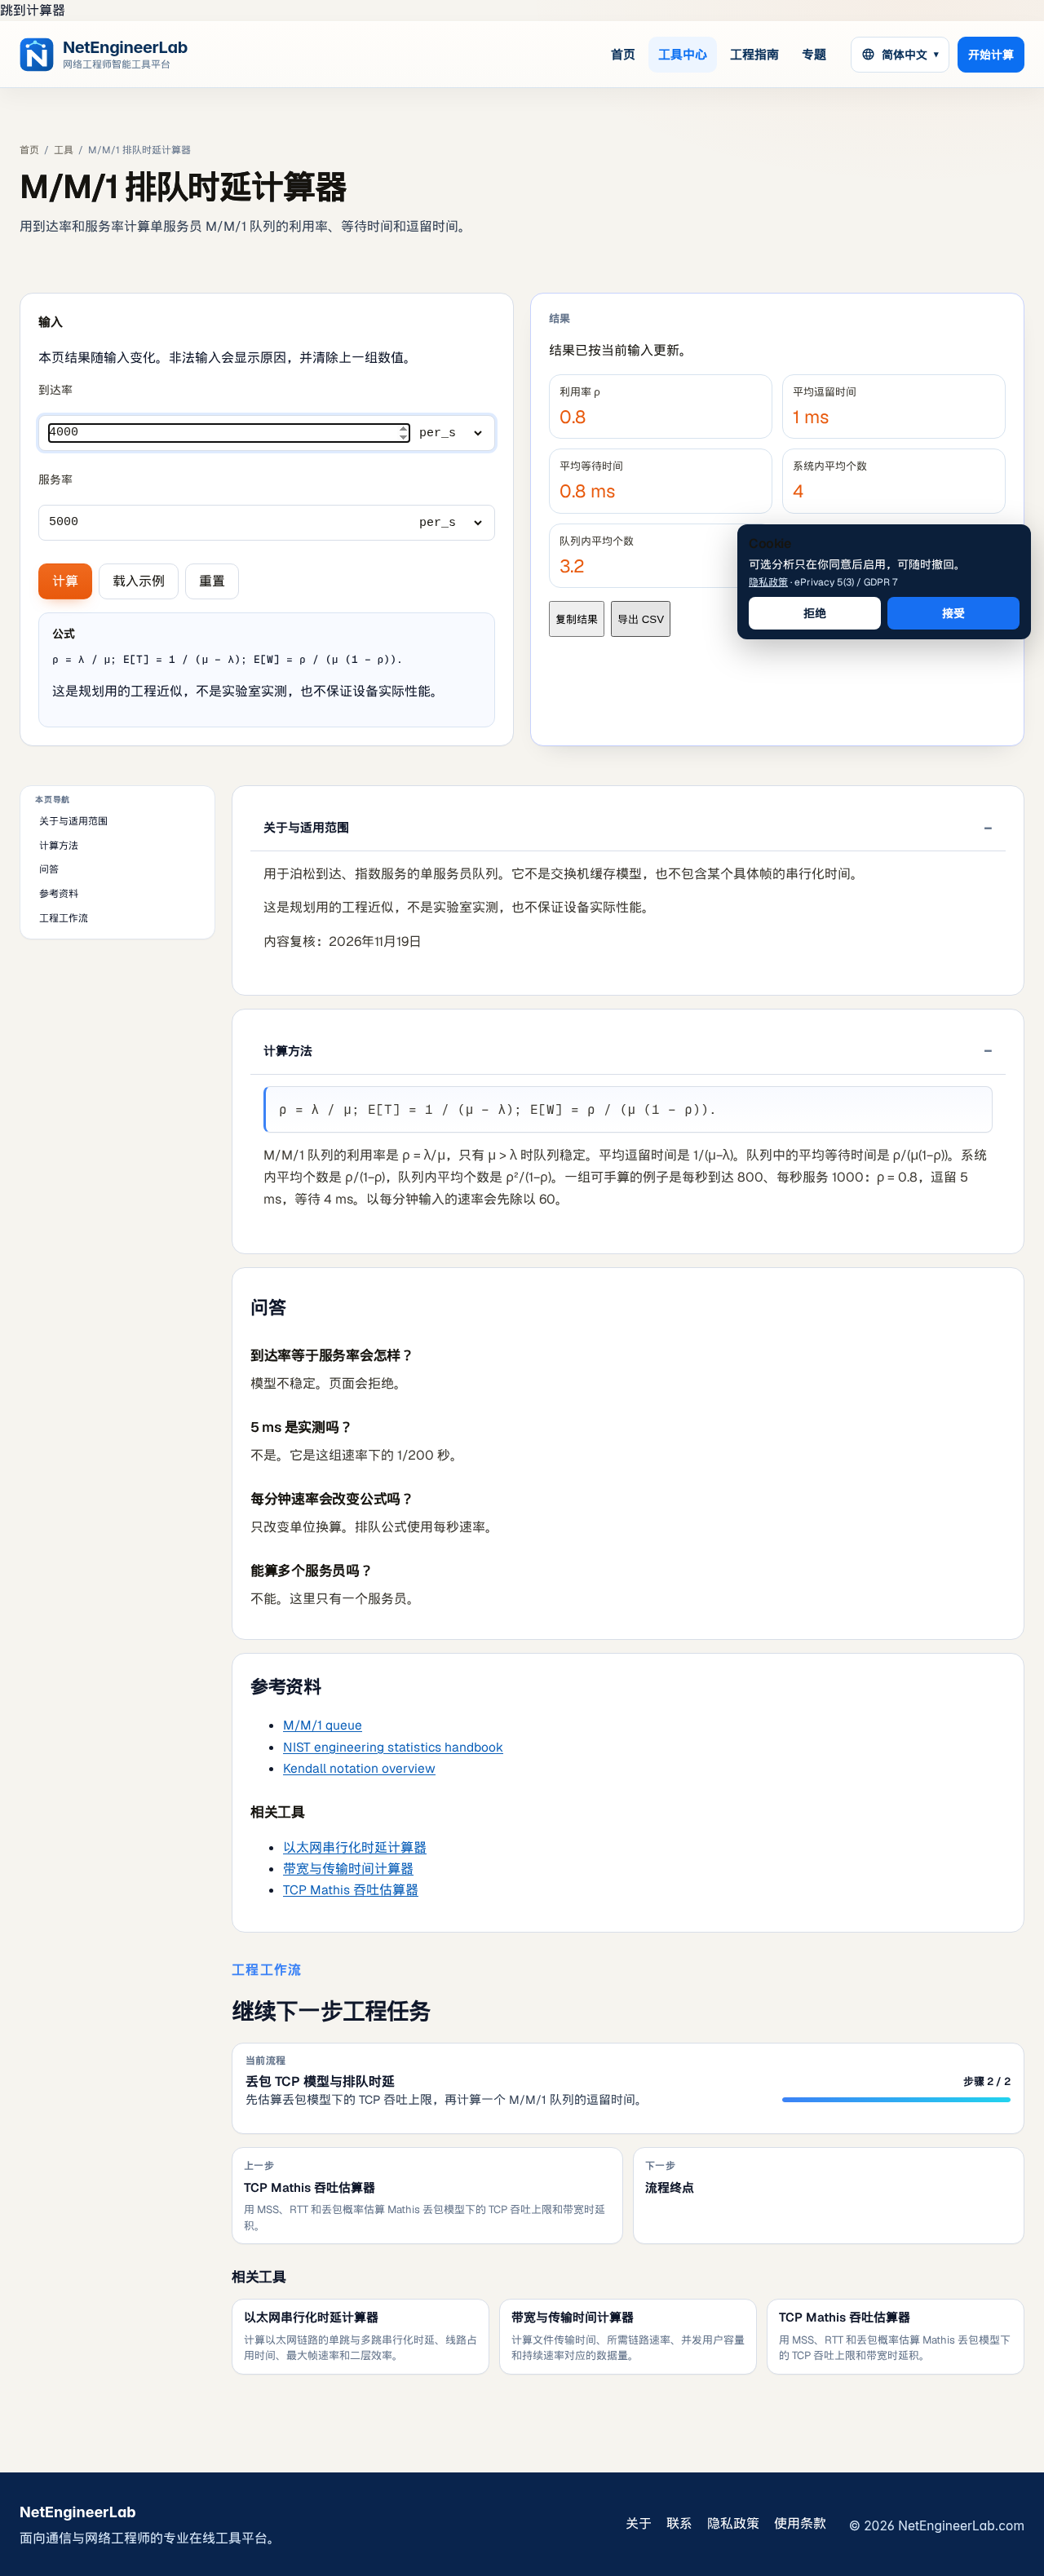 跳到计算器
NetEngineerLab
网络工程师智能工具平台
首页
工具中心
工程指南
专题
简体中文 ▾
开始计算
首页 / 工具 / M/M/1 排队时延计算器
M/M/1 排队时延计算器
用到达率和服务率计算单服务员 M/M/1 队列的利用率、等待时间和逗留时间。
输入
本页结果随输入变化。非法输入会显示原因，并清除上一组数值。
到达率
4000
per_s
服务率
5000
per_s
计算
载入示例
重置
公式
ρ = λ / μ; E[T] = 1 / (μ − λ); E[W] = ρ / (μ (1 − ρ)).
这是规划用的工程近似，不是实验室实测，也不保证设备实际性能。
结果
结果已按当前输入更新。
利用率 ρ
0.8
平均逗留时间
1 ms
平均等待时间
0.8 ms
系统内平均个数
4
队列内平均个数
3.2
复制结果
导出 CSV
Cookie
可选分析只在你同意后启用，可随时撤回。
隐私政策 · ePrivacy 5(3) / GDPR 7
拒绝
接受
本页导航
关于与适用范围
计算方法
问答
参考资料
工程工作流
关于与适用范围
−
用于泊松到达、指数服务的单服务员队列。它不是交换机缓存模型，也不包含某个具体帧的串行化时间。
这是规划用的工程近似，不是实验室实测，也不保证设备实际性能。
内容复核：2026年11月19日
计算方法
−
ρ = λ / μ; E[T] = 1 / (μ − λ); E[W] = ρ / (μ (1 − ρ)).
M/M/1 队列的利用率是 ρ = λ/μ，只有 μ > λ 时队列稳定。平均逗留时间是 1/(μ−λ)。队列中的平均等待时间是 ρ/(μ(1−ρ))。系统
内平均个数是 ρ/(1−ρ)，队列内平均个数是 ρ²/(1−ρ)。一组可手算的例子是每秒到达 800、每秒服务 1000：ρ = 0.8，逗留 5
ms，等待 4 ms。以每分钟输入的速率会先除以 60。
问答
到达率等于服务率会怎样？
模型不稳定。页面会拒绝。
5 ms 是实测吗？
不是。它是这组速率下的 1/200 秒。
每分钟速率会改变公式吗？
只改变单位换算。排队公式使用每秒速率。
能算多个服务员吗？
不能。这里只有一个服务员。
参考资料
M/M/1 queue
NIST engineering statistics handbook
Kendall notation overview
相关工具
以太网串行化时延计算器
带宽与传输时间计算器
TCP Mathis 吞吐估算器
工程工作流
继续下一步工程任务
当前流程
丢包 TCP 模型与排队时延
先估算丢包模型下的 TCP 吞吐上限，再计算一个 M/M/1 队列的逗留时间。
步骤 2 / 2
上一步
TCP Mathis 吞吐估算器
用 MSS、RTT 和丢包概率估算 Mathis 丢包模型下的 TCP 吞吐上限和带宽时延
积。
下一步
流程终点
相关工具
以太网串行化时延计算器
计算以太网链路的单跳与多跳串行化时延、线路占
用时间、最大帧速率和二层效率。
带宽与传输时间计算器
计算文件传输时间、所需链路速率、并发用户容量
和持续速率对应的数据量。
TCP Mathis 吞吐估算器
用 MSS、RTT 和丢包概率估算 Mathis 丢包模型下
的 TCP 吞吐上限和带宽时延积。
NetEngineerLab
面向通信与网络工程师的专业在线工具平台。
关于
联系
隐私政策
使用条款
© 2026 NetEngineerLab.com